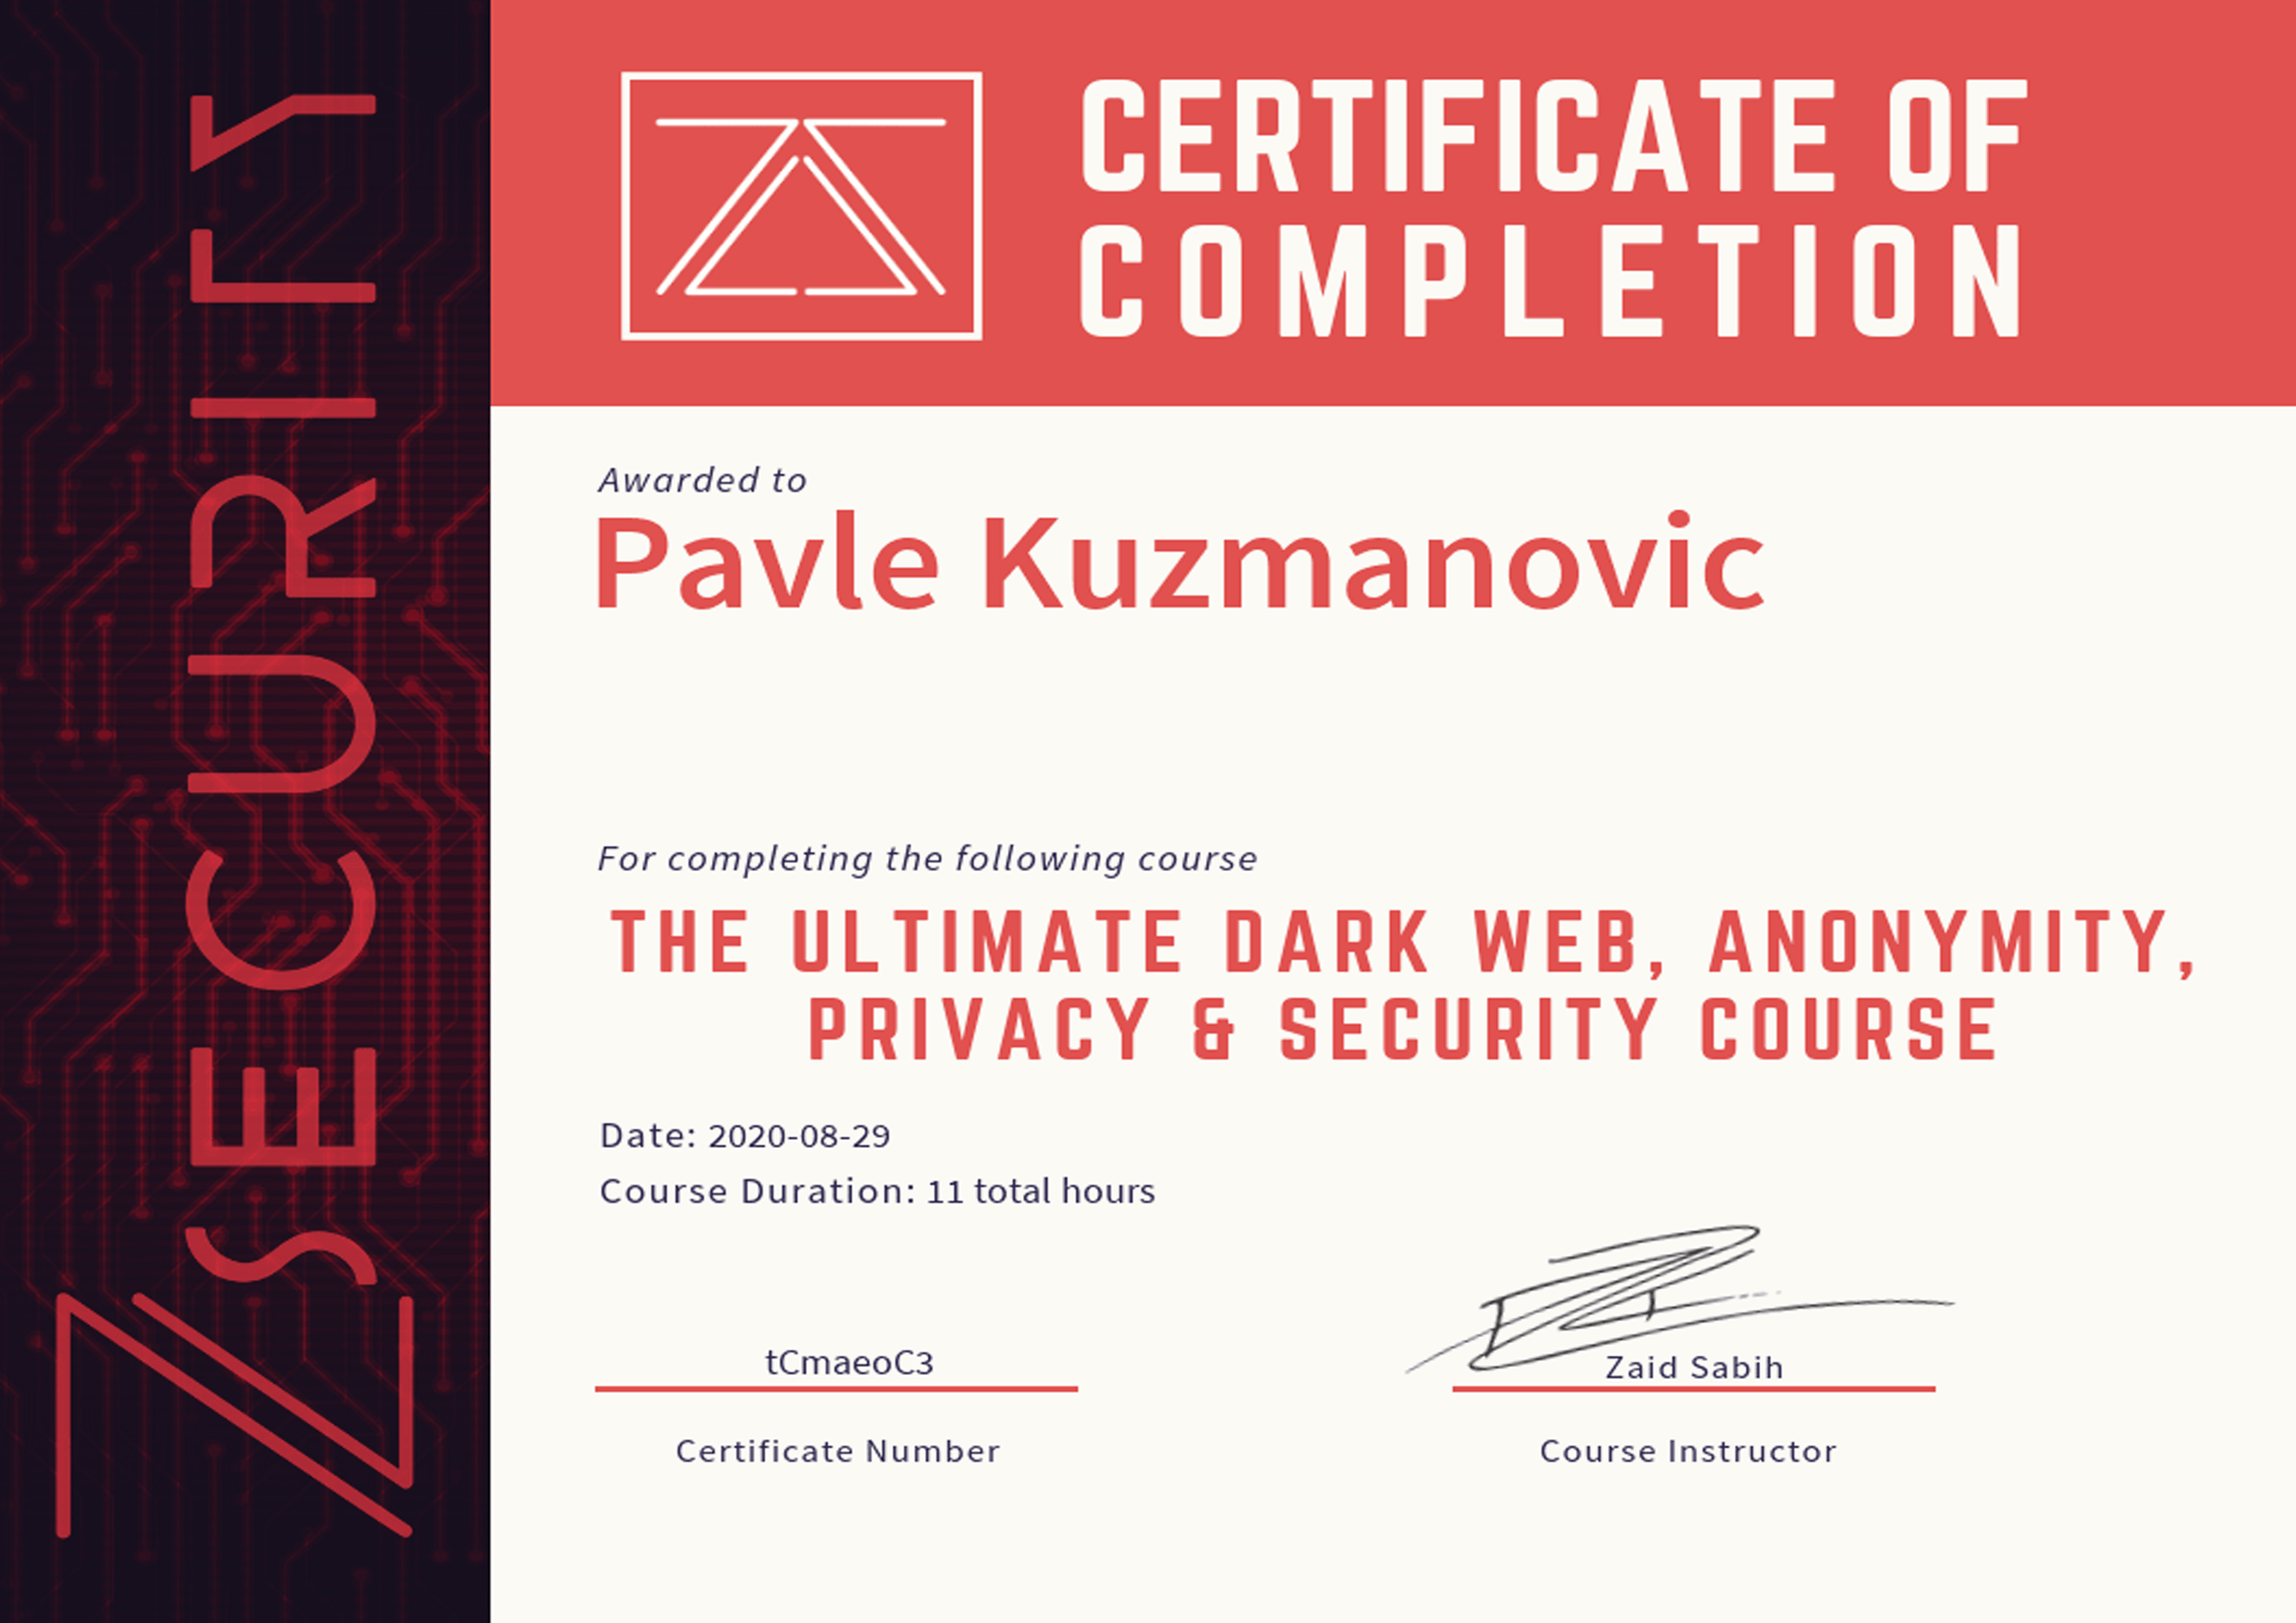 ZSECURITY
CERTIFICATE OF
COMPLETION
Awarded to
Pavle Kuzmanovic
For completing the following course
THE ULTIMATE DARK WEB, ANONYMITY,
PRIVACY & SECURITY COURSE
Date: 2020-08-29
Course Duration: 11 total hours
tCmaeoC3
Certificate Number
Zaid Sabih
Course Instructor